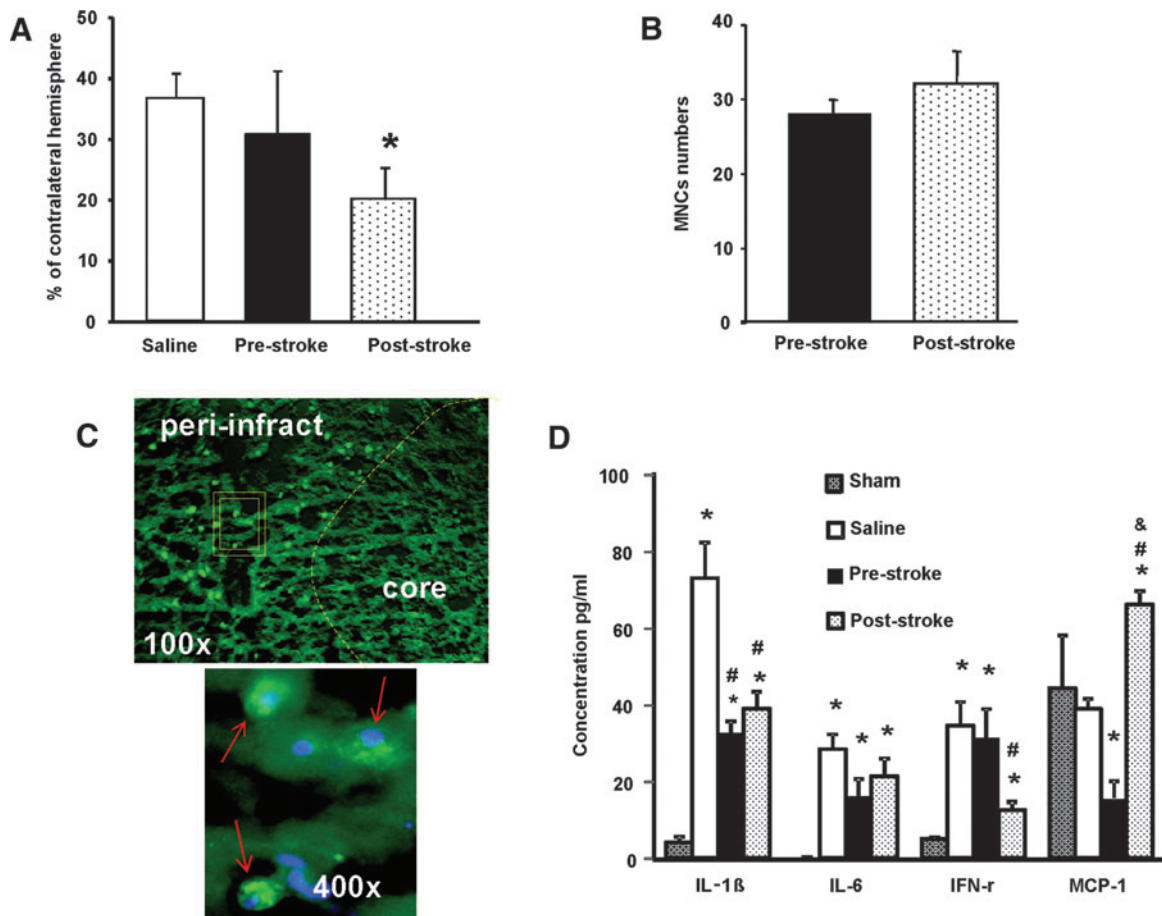 A
% of contralateral hemisphere
50
40
30
20
10
0
*
Saline Pre-stroke Post-stroke
B
MNCs numbers
40
30
20
10
0
Pre-stroke Post-stroke
C
peri-infract
core
100x
400x
D
Concentration pg/ml
100
80
60
40
20
0
Sham
Saline
Pre-stroke
Post-stroke
*
#
*
#
*
*
*
*
*
*
#
*
*
&
#
*
IL-1ß IL-6 IFN-r MCP-1